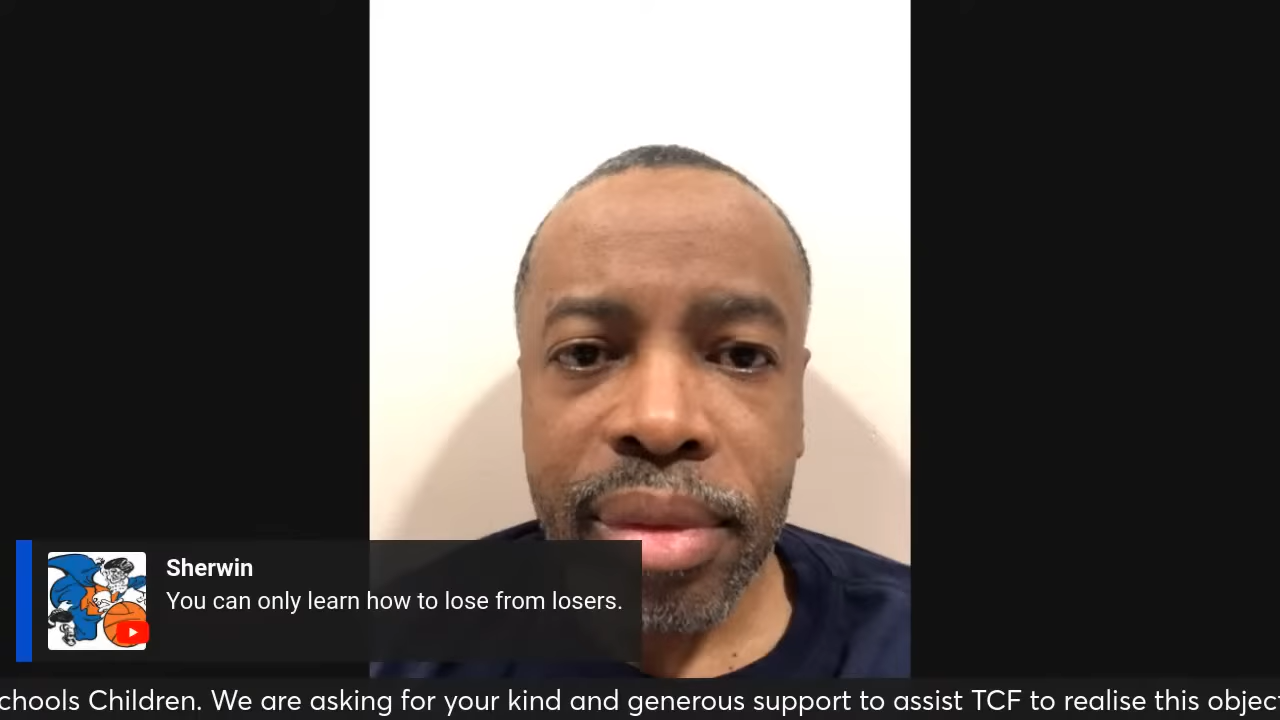 Sherwin
You can only learn how to lose from losers.
chools Children. We are asking for your kind and generous support to assist TCF to realise this objec